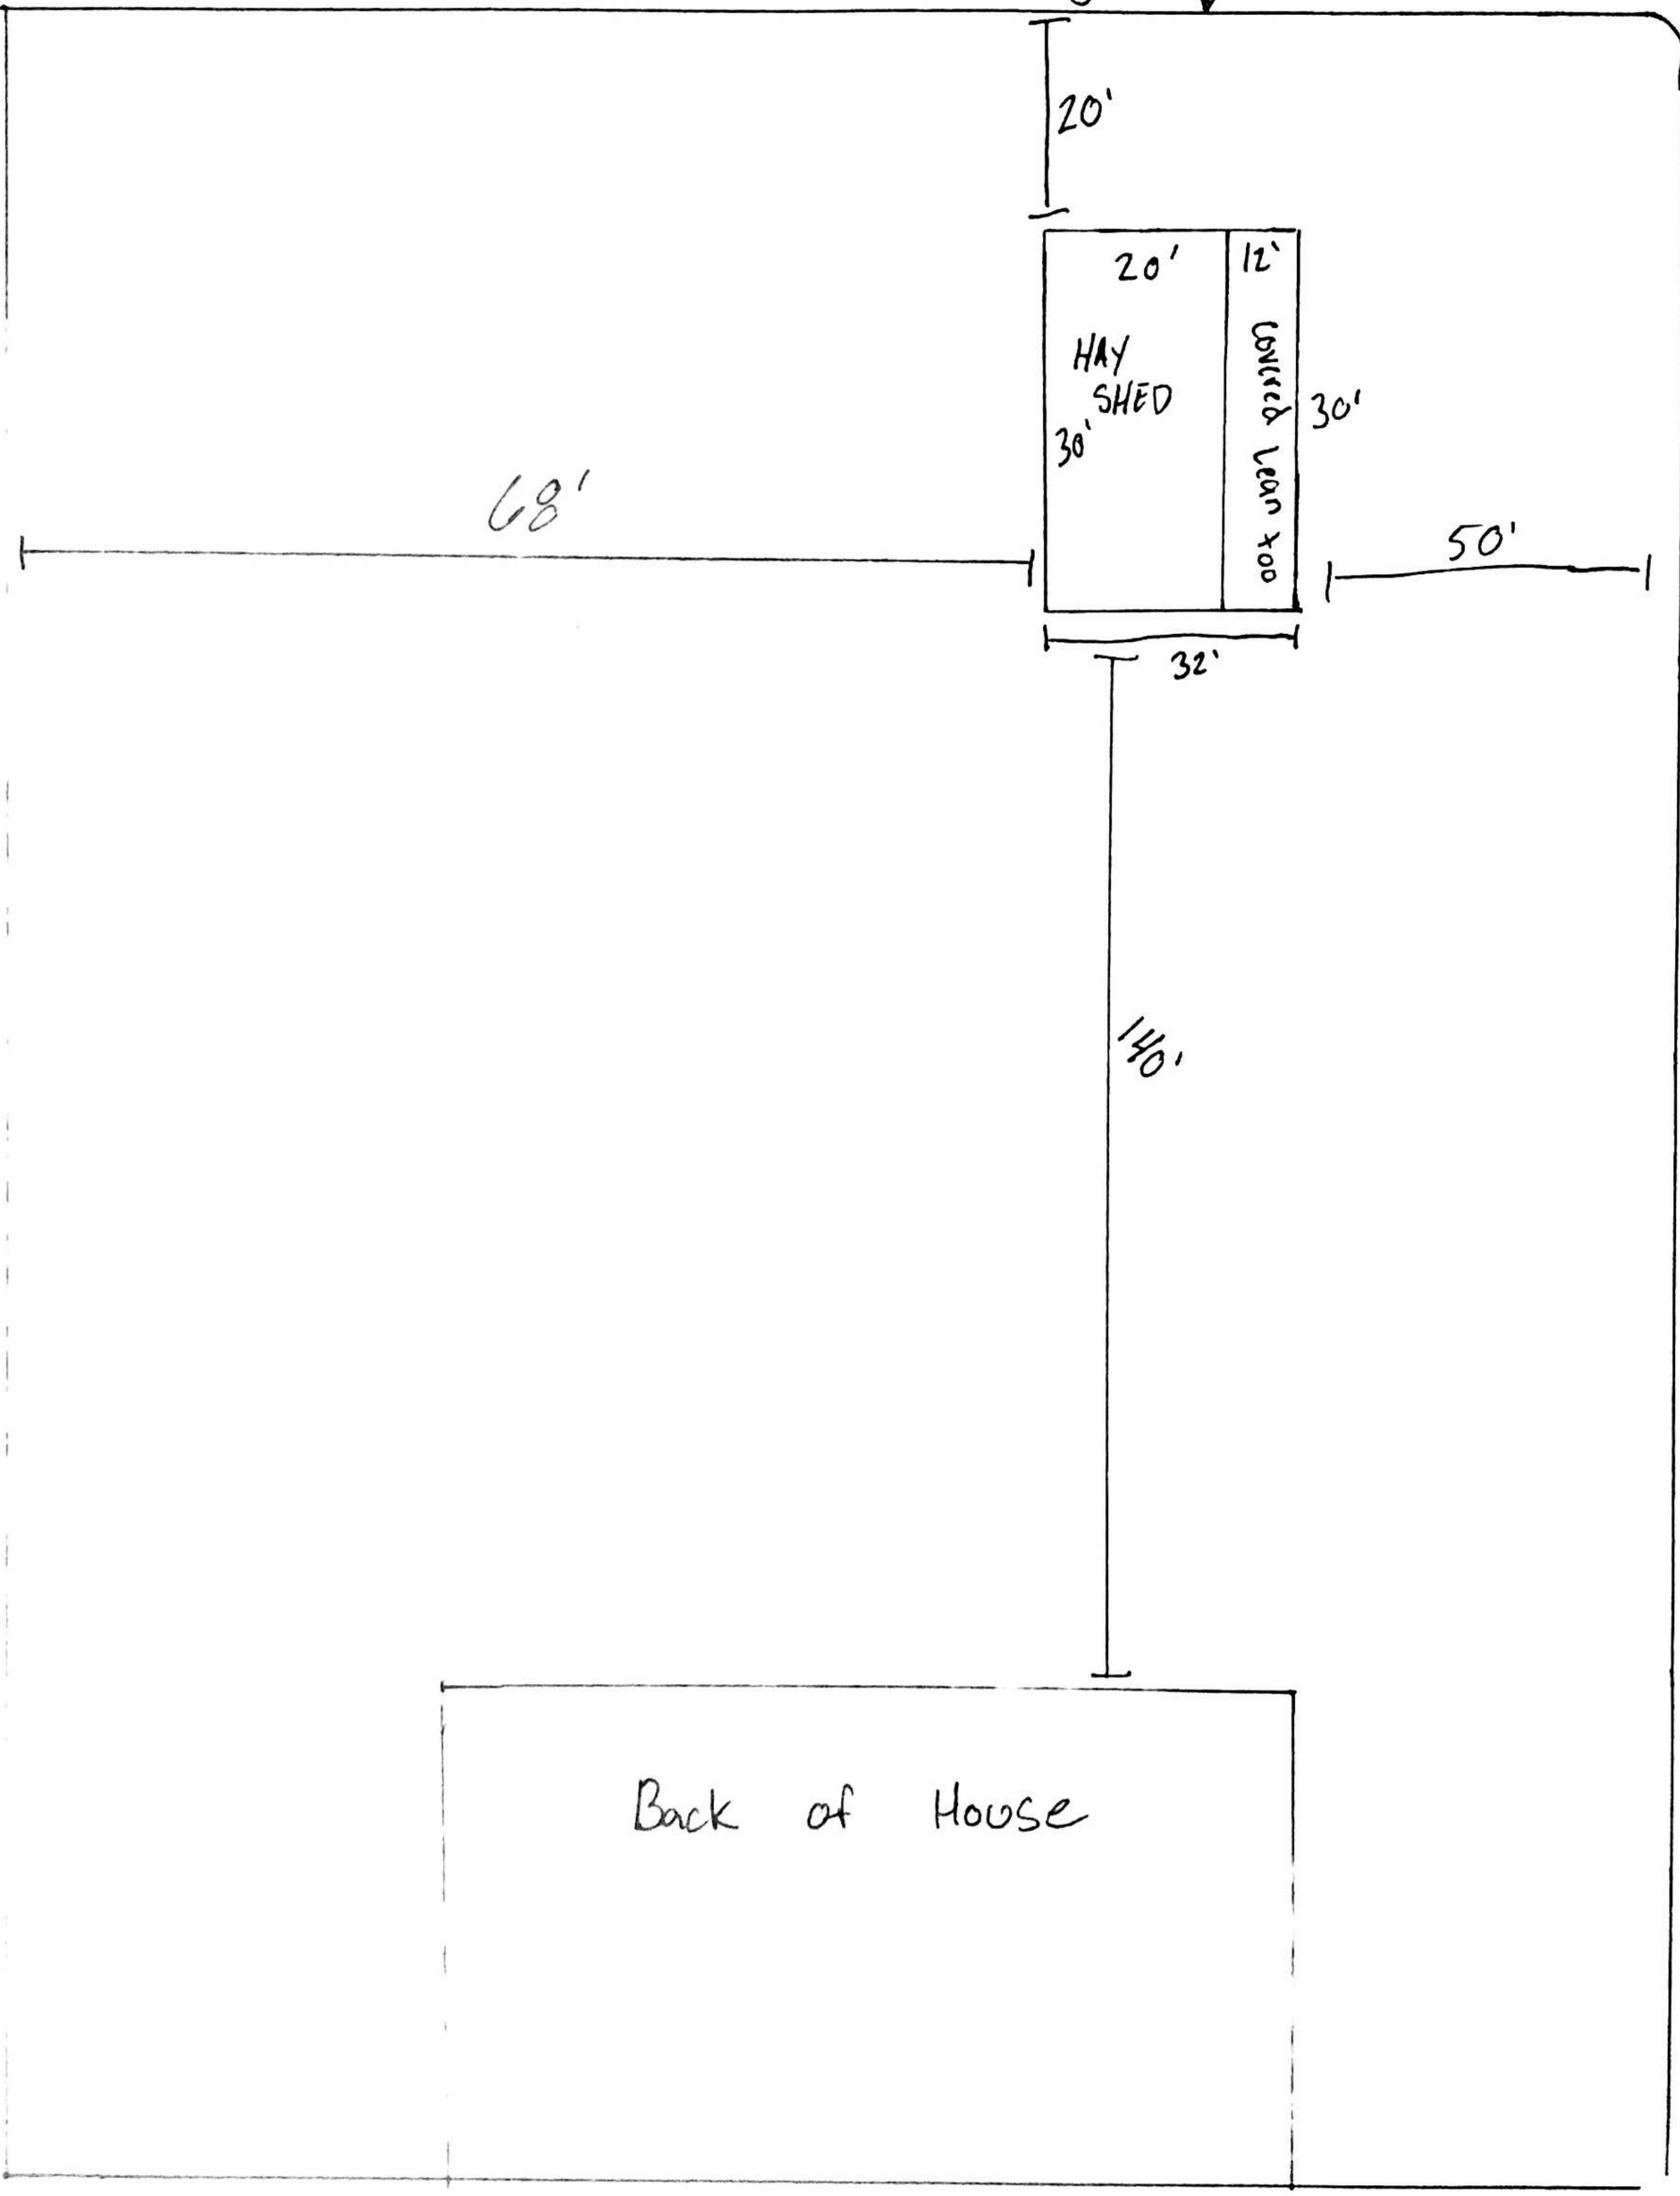 20'
20'
12'
HAY
SHED
30'
Covered Lean too
30'
68'
50'
32'
140'
Back of House